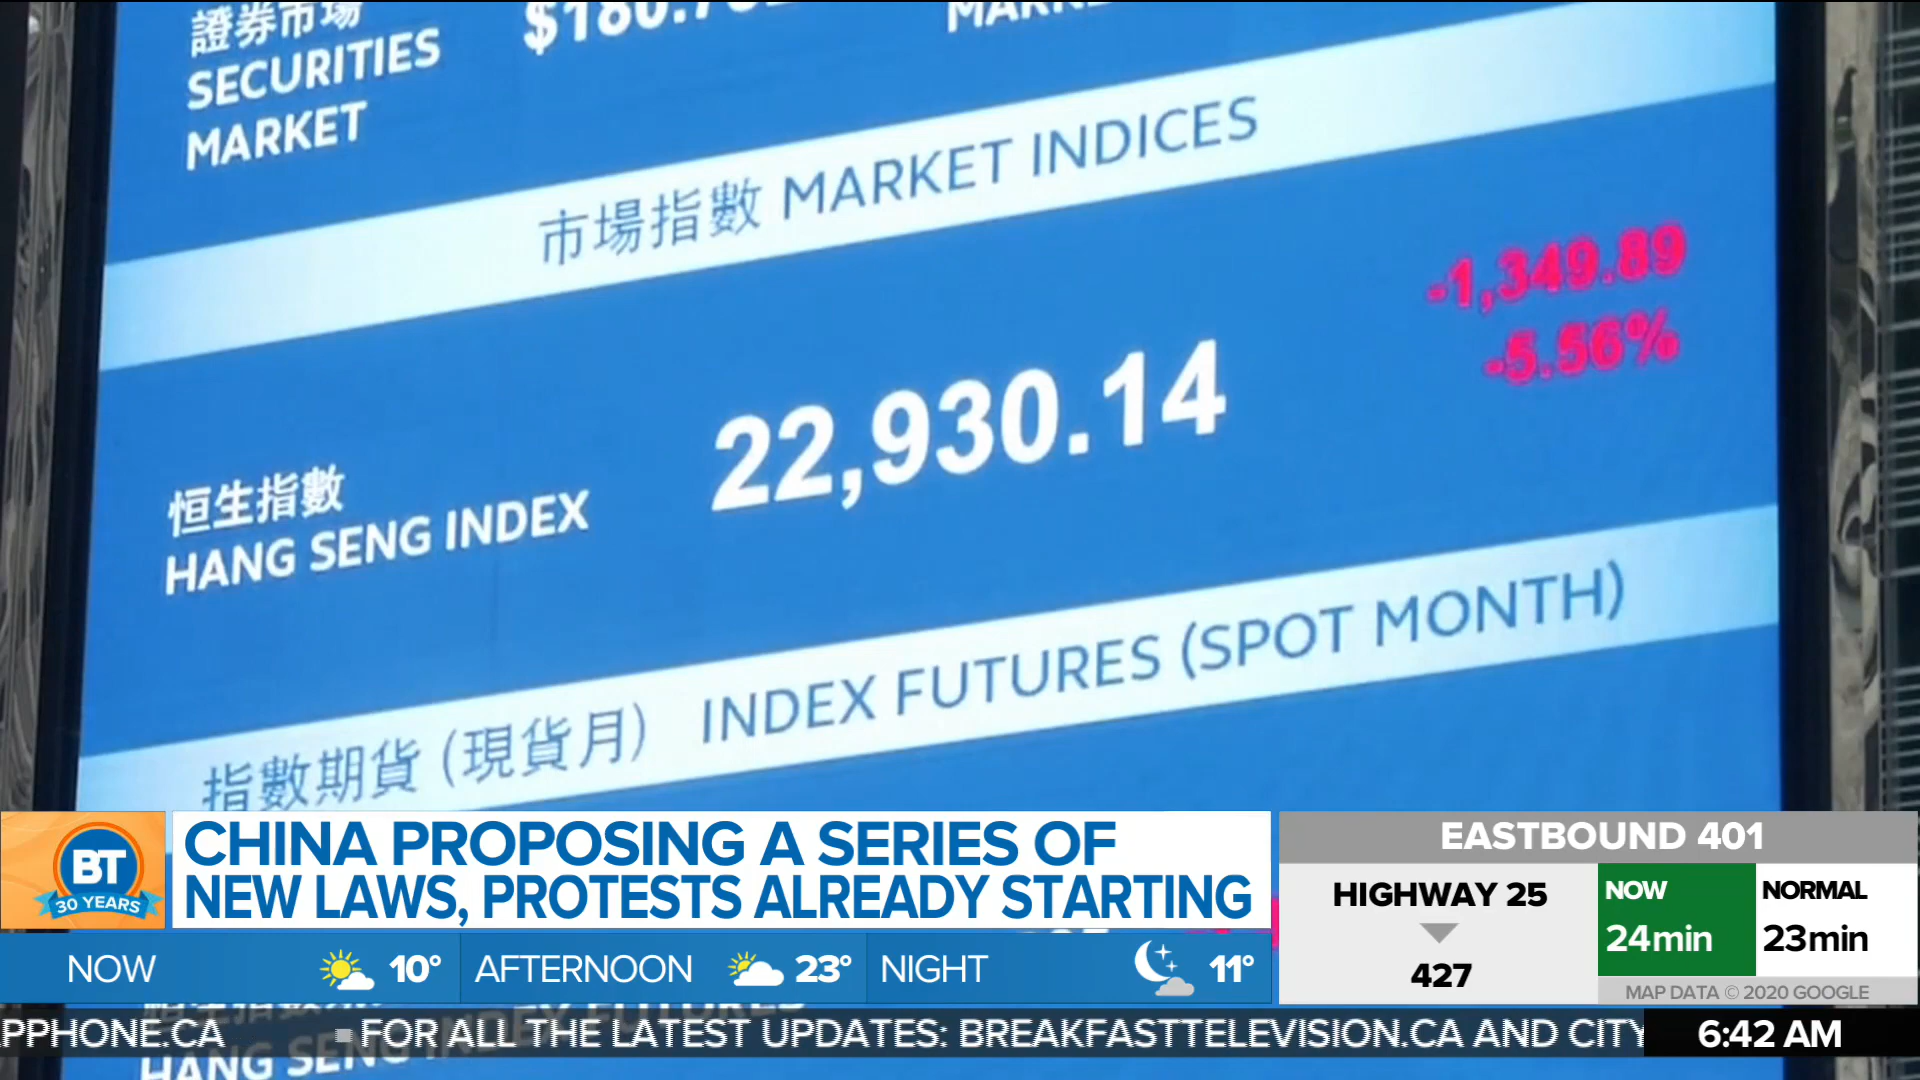 證券市場
SECURITIES
MARKET
市場指數 MARKET INDICES
-1,349.89
-5.56%
22,930.14
恒生指數
HANG SENG INDEX
指數期貨 (現貨月) INDEX FUTURES (SPOT MONTH)
BT
30 YEARS
CHINA PROPOSING A SERIES OF
NEW LAWS, PROTESTS ALREADY STARTING
EASTBOUND 401
HIGHWAY 25
427
NOW
24min
NORMAL
23min
MAP DATA © 2020 GOOGLE
NOW 10° AFTERNOON 23° NIGHT 11°
PPHONE.CA ■ FOR ALL THE LATEST UPDATES: BREAKFASTTELEVISION.CA AND CITY
6:42 AM
HANG SENG